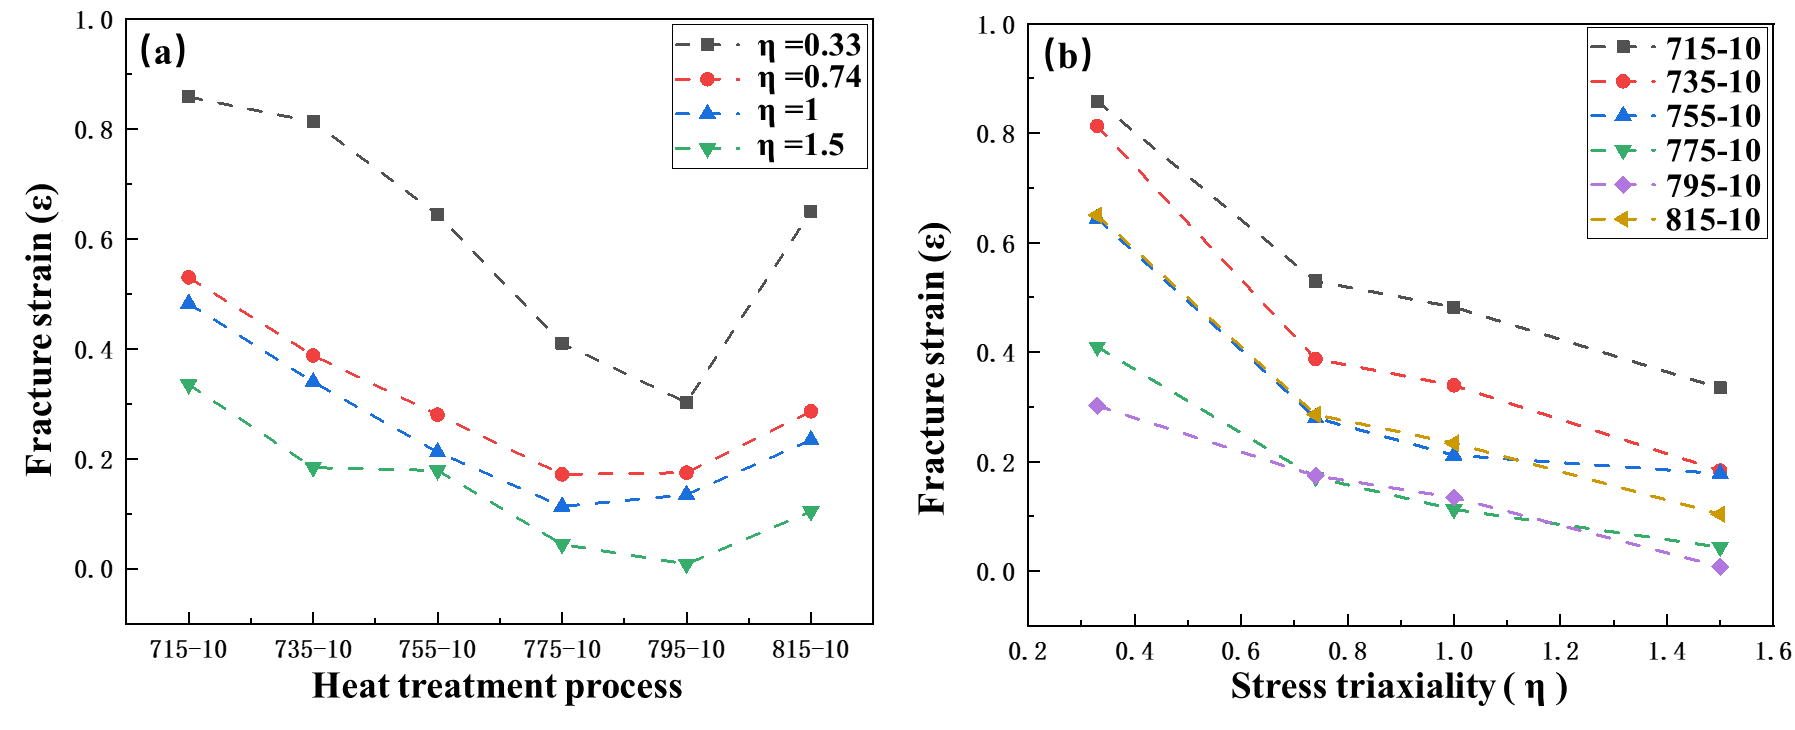 (a)
η =0.33
η =0.74
η =1
η =1.5
1.0
0.8
0.6
0.4
0.2
0.0
Fracture strain (ε)
715-10 735-10 755-10 775-10 795-10 815-10
Heat treatment process
(b)
715-10
735-10
755-10
775-10
795-10
815-10
1.0
0.8
0.6
0.4
0.2
0.0
Fracture strain (ε)
0.2 0.4 0.6 0.8 1.0 1.2 1.4 1.6
Stress triaxiality ( η )